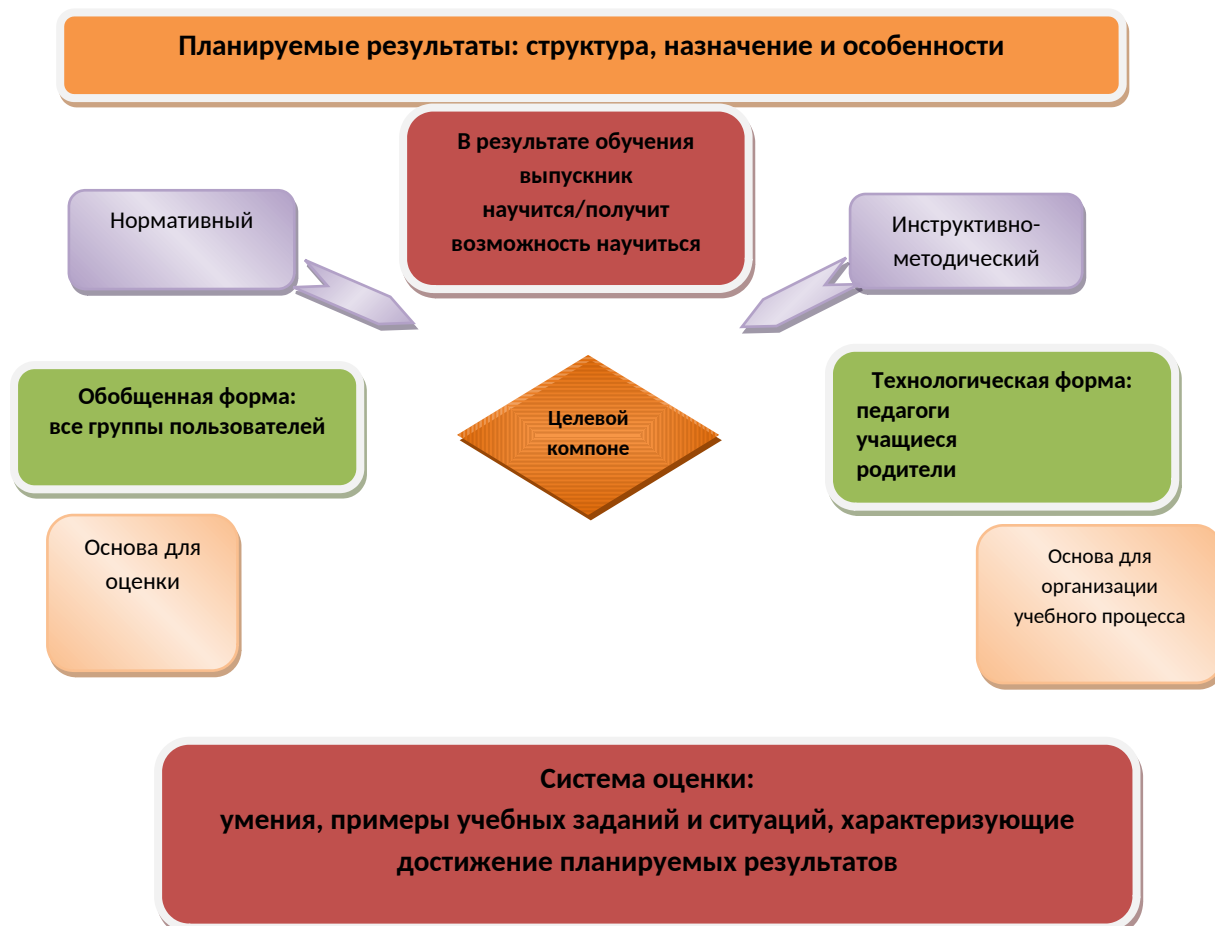 Планируемые результаты: структура, назначение и особенности
В результате обучения
выпускник
научится/получит
возможность научиться
Нормативный
Инструктивно-
методический
Обобщенная форма:
все группы пользователей
Целевой
компоне
Технологическая форма:
педагоги
учащиеся
родители
Основа для
оценки
Основа для
организации
учебного процесса
Система оценки:
умения, примеры учебных заданий и ситуаций, характеризующие
достижение планируемых результатов